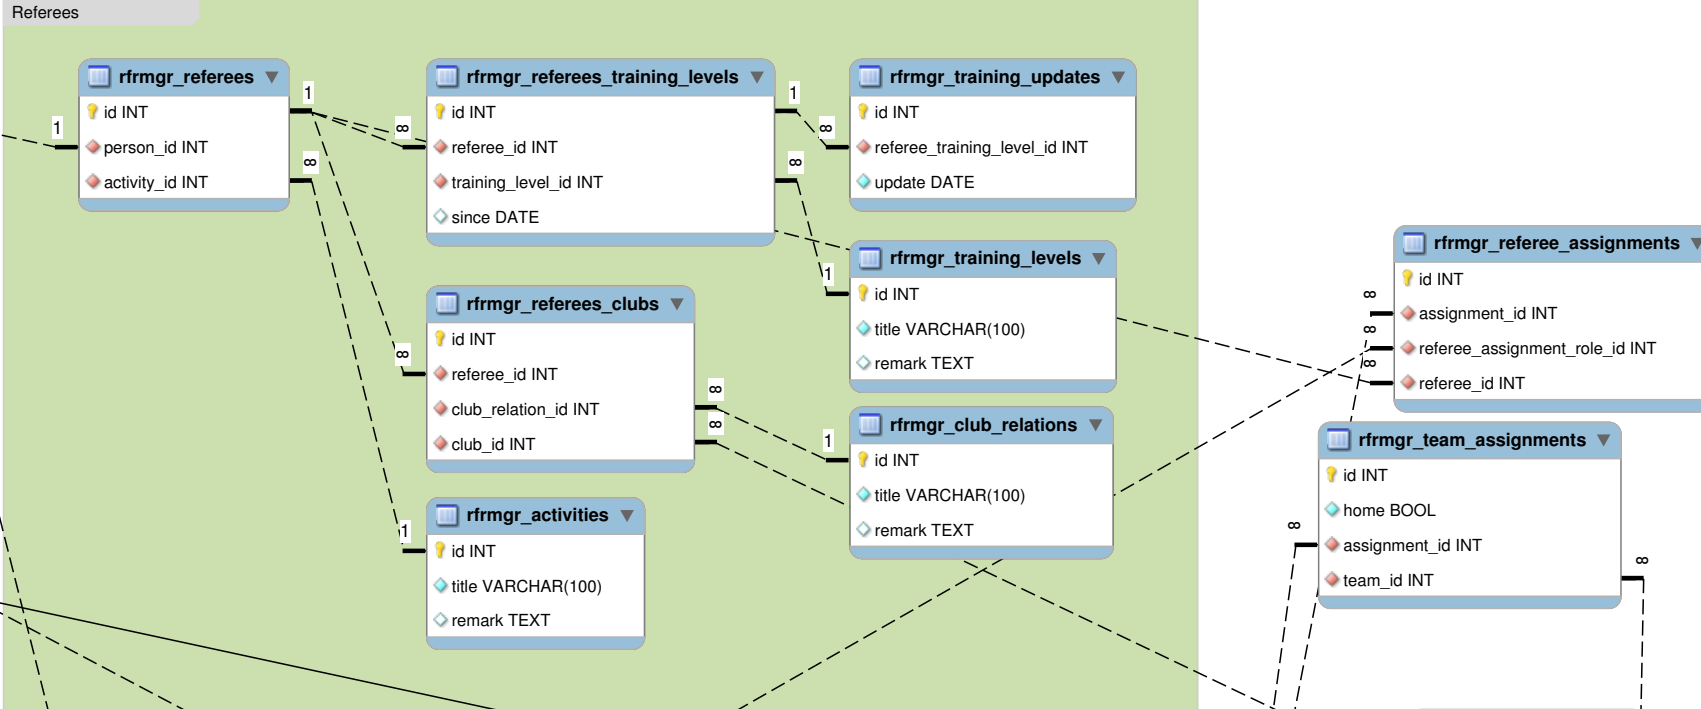 Referees
rfrmgr_referees
id INT
person_id INT
activity_id INT
1
1
∞
rfrmgr_referees_training_levels
id INT
referee_id INT
training_level_id INT
since DATE
∞
1
∞
rfrmgr_training_updates
id INT
referee_training_level_id INT
update DATE
∞
rfrmgr_training_levels
id INT
title VARCHAR(100)
remark TEXT
1
rfrmgr_referees_clubs
id INT
referee_id INT
club_relation_id INT
club_id INT
∞
∞
∞
rfrmgr_club_relations
id INT
title VARCHAR(100)
remark TEXT
1
rfrmgr_activities
id INT
title VARCHAR(100)
remark TEXT
1
rfrmgr_referee_assignments
id INT
assignment_id INT
referee_assignment_role_id INT
referee_id INT
∞
∞
∞
rfrmgr_team_assignments
id INT
home BOOL
assignment_id INT
team_id INT
∞
∞